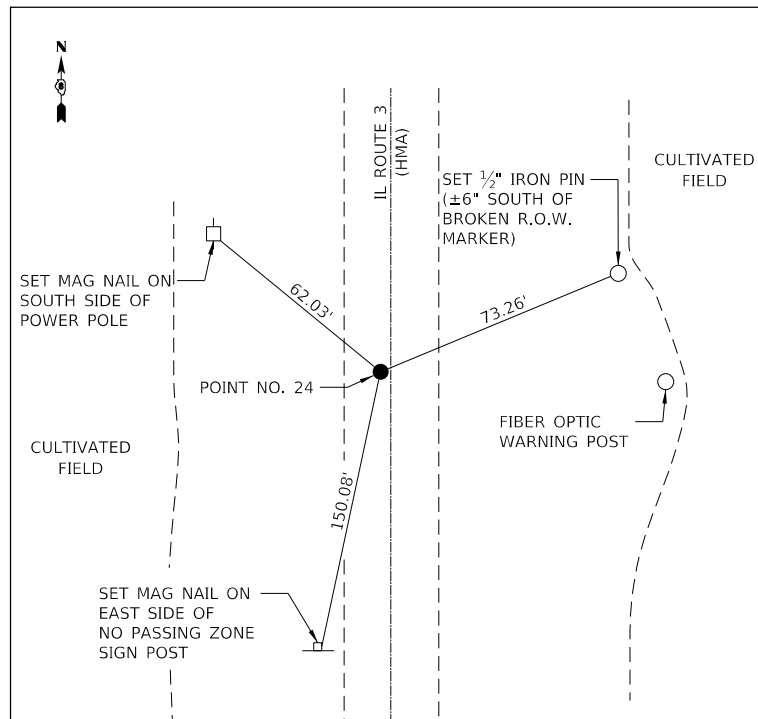 N
IL ROUTE 3
(HMA)
CULTIVATED
FIELD
SET ½" IRON PIN
(±6" SOUTH OF
BROKEN R.O.W.
MARKER)
SET MAG NAIL ON
SOUTH SIDE OF
POWER POLE
62.03'
73.26'
POINT NO. 24
FIBER OPTIC
WARNING POST
CULTIVATED
FIELD
150.08'
SET MAG NAIL ON
EAST SIDE OF
NO PASSING ZONE
SIGN POST